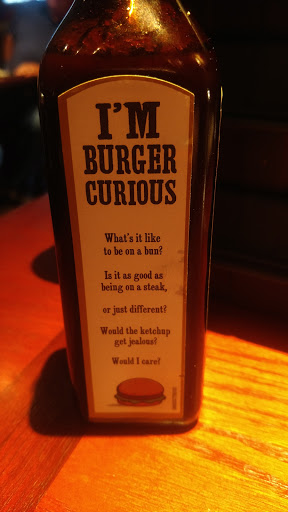 I'M
BURGER
CURIOUS
What's it like
to be on a bun?
Is it as good as
being on a steak,
or just different?
Would the ketchup
get jealous?
Would I care?